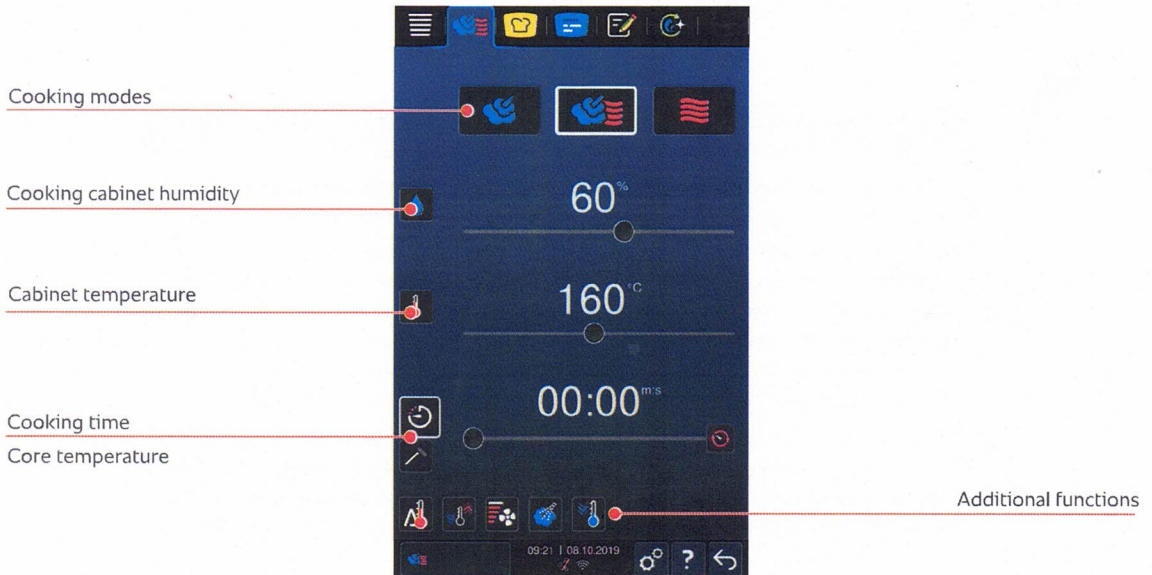 Cooking modes
Cooking cabinet humidity
60%
Cabinet temperature
160°C
00:00 m:s
Cooking time
Core temperature
Additional functions
09:21 | 08.10.2019
?